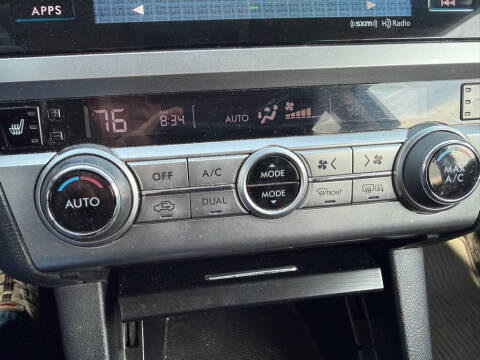 APPS
((SXM)) HD Radio
76 AM 8:34 AUTO
OFF A/C MODE
AUTO MODE MAX A/C
DUAL FRONT